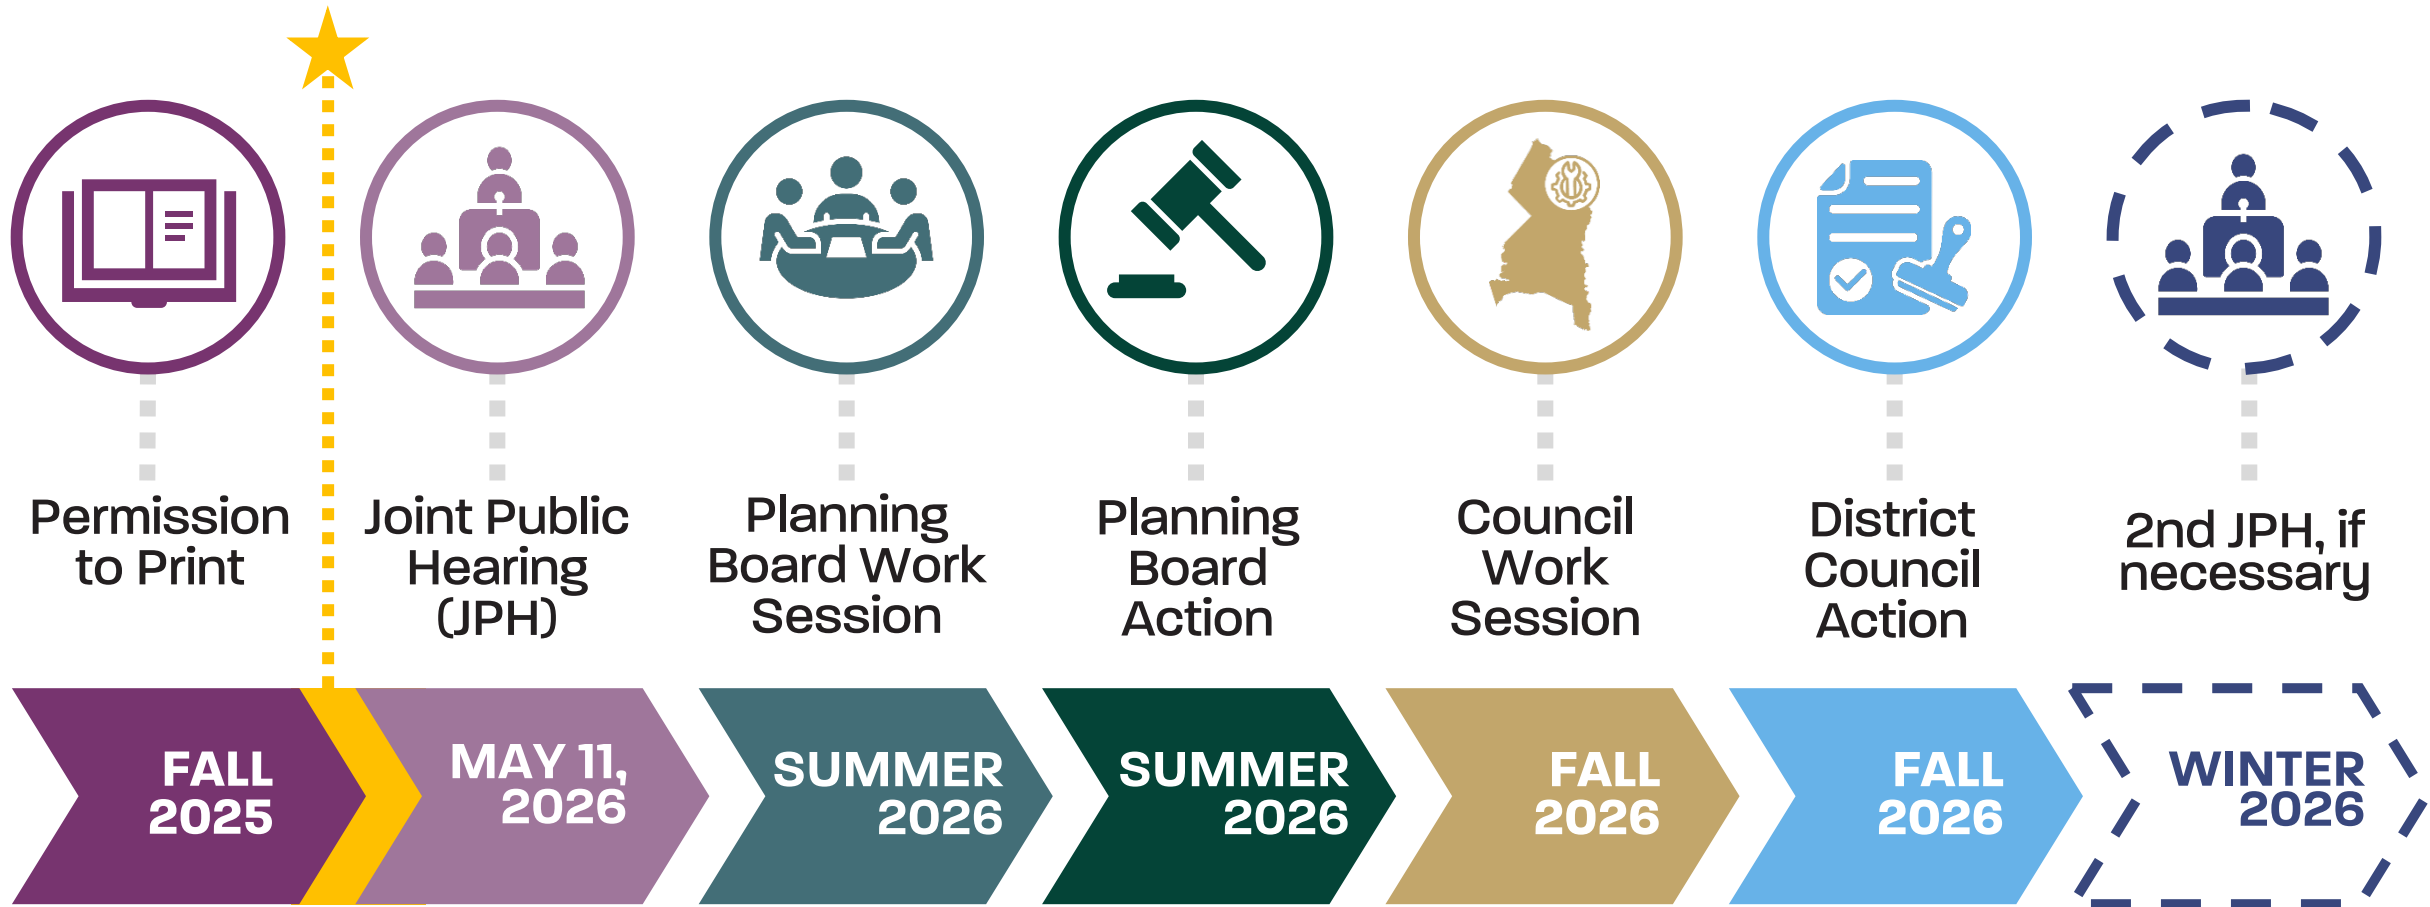 Permission
to Print
Joint Public
Hearing
(JPH)
Planning
Board Work
Session
Planning
Board
Action
Council
Work
Session
District
Council
Action
2nd JPH, if
necessary
FALL
2025
MAY 11,
2026
SUMMER
2026
SUMMER
2026
FALL
2026
FALL
2026
WINTER
2026